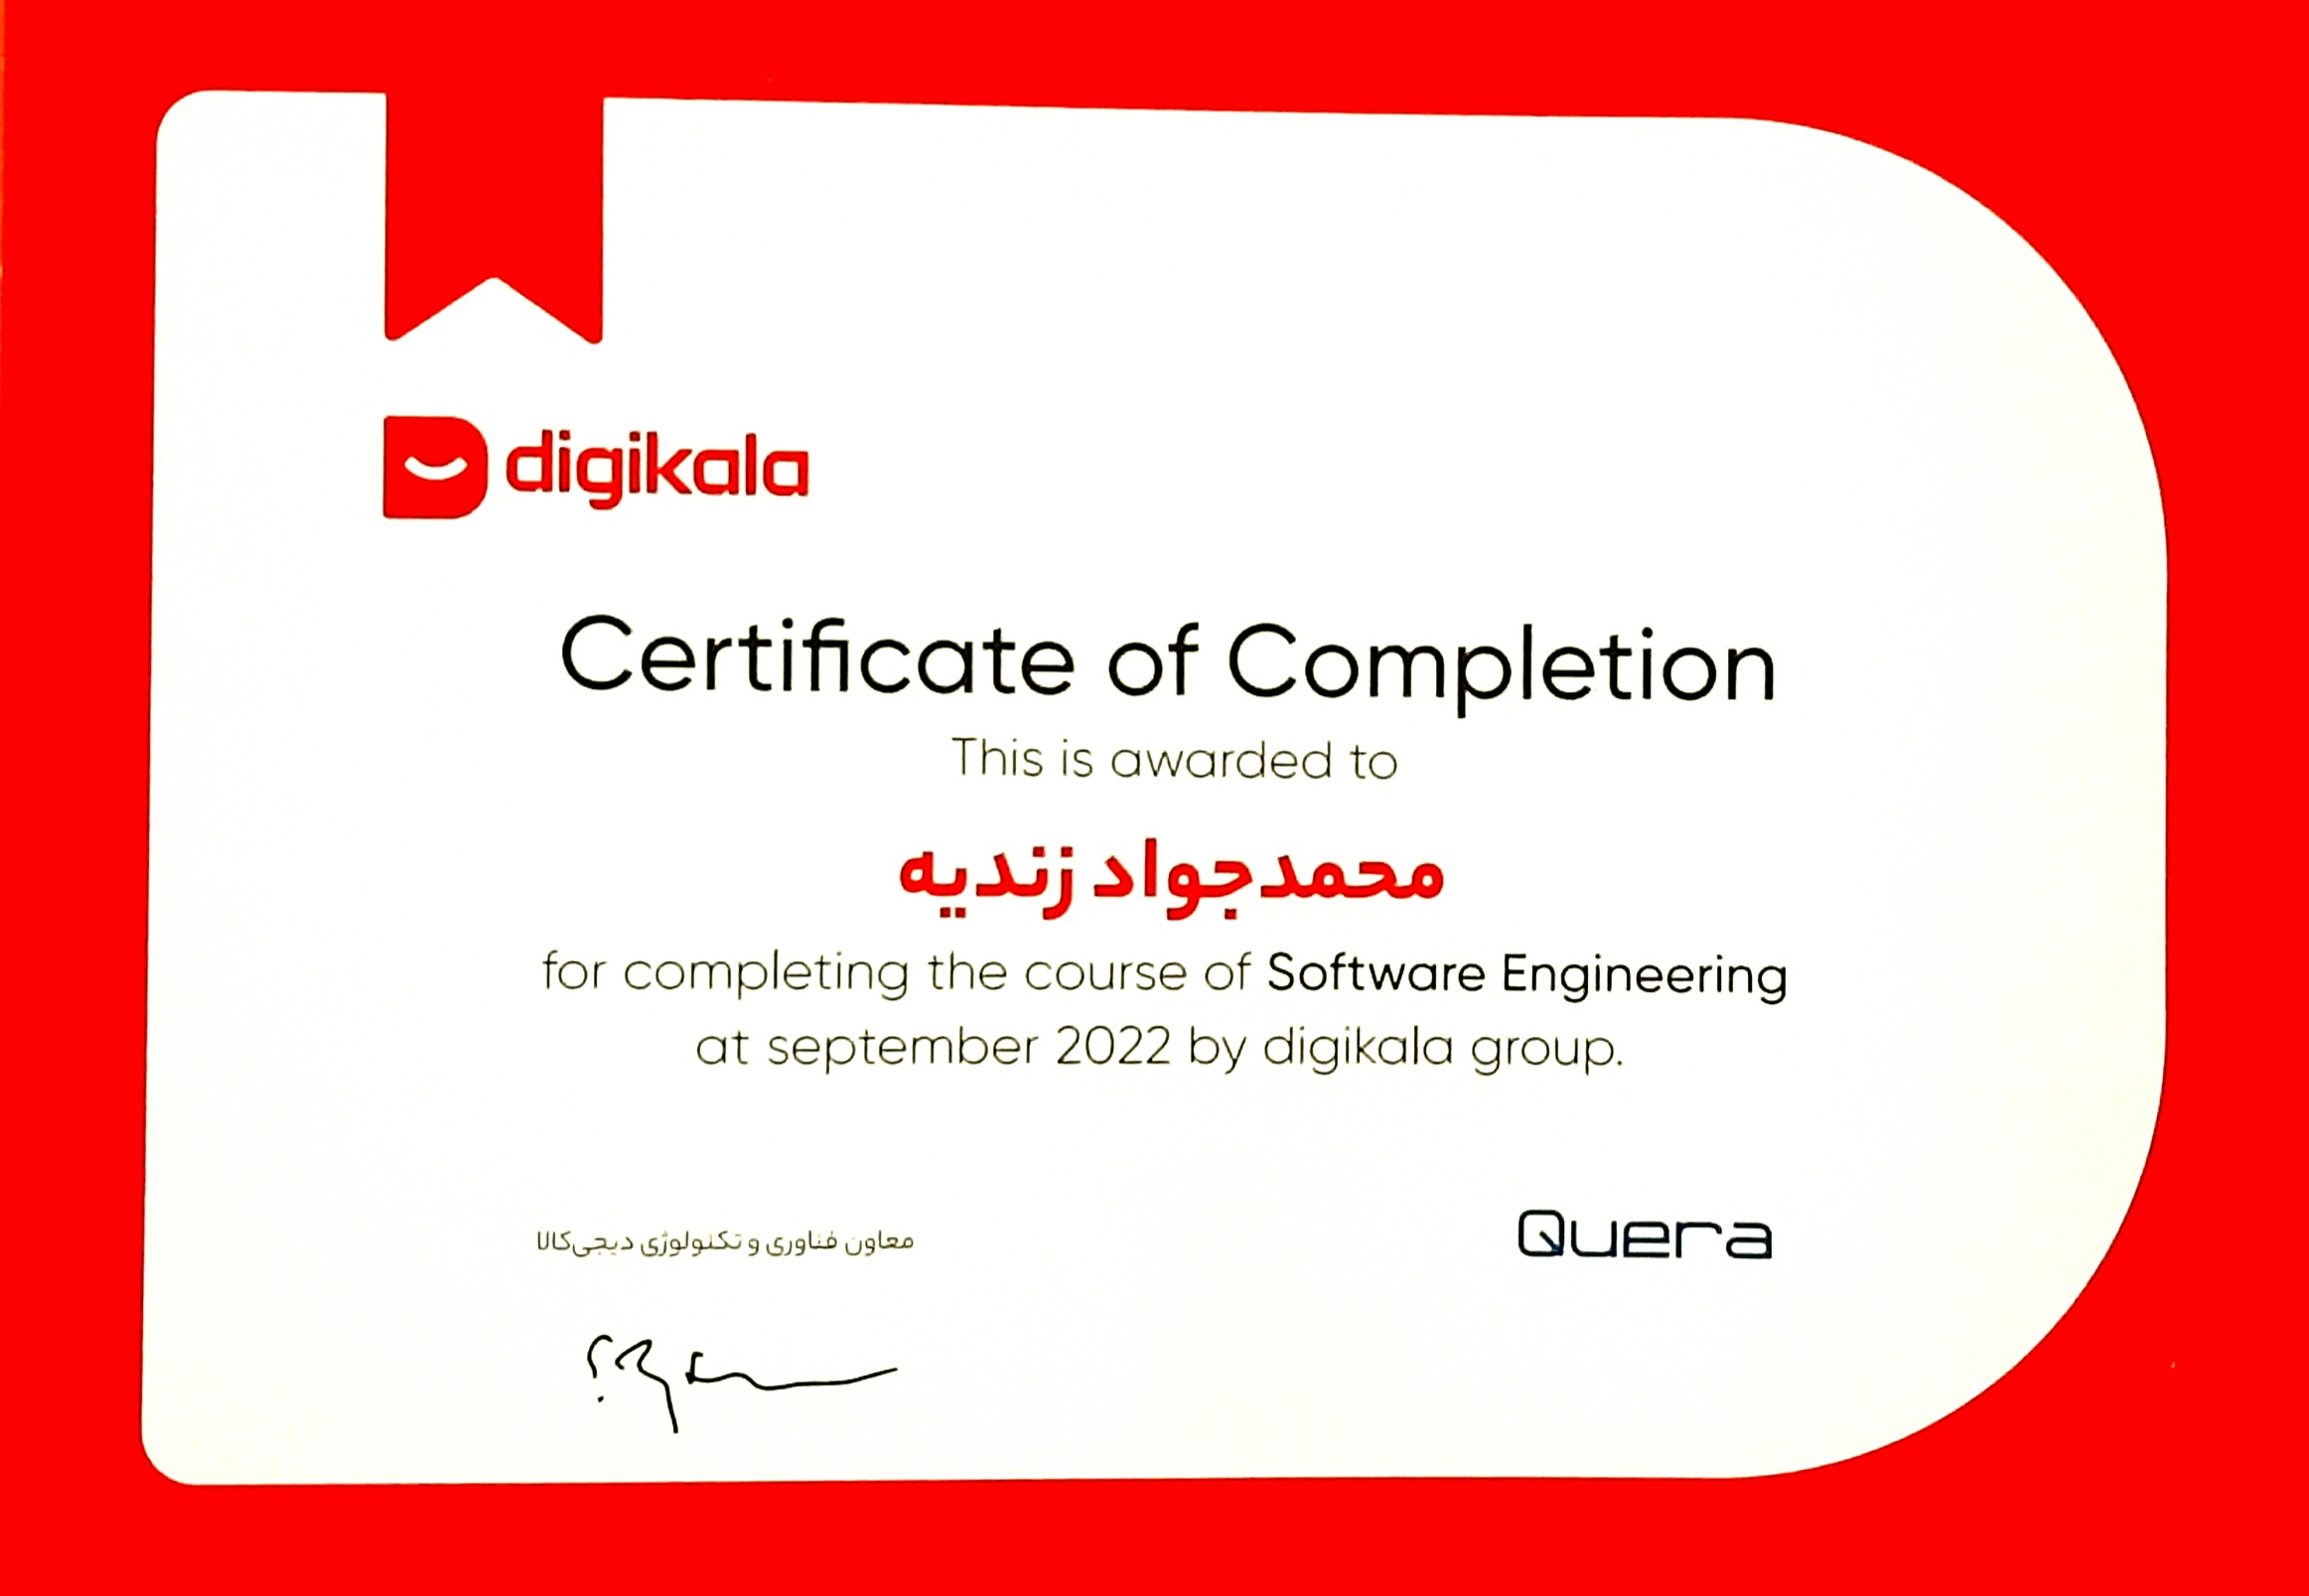 digikala
Certificate of Completion
This is awarded to
محمدجواد زندیه
for completing the course of Software Engineering
at september 2022 by digikala group.
معاون فناوری و تکنولوژی دیجی‌کالا
Quera